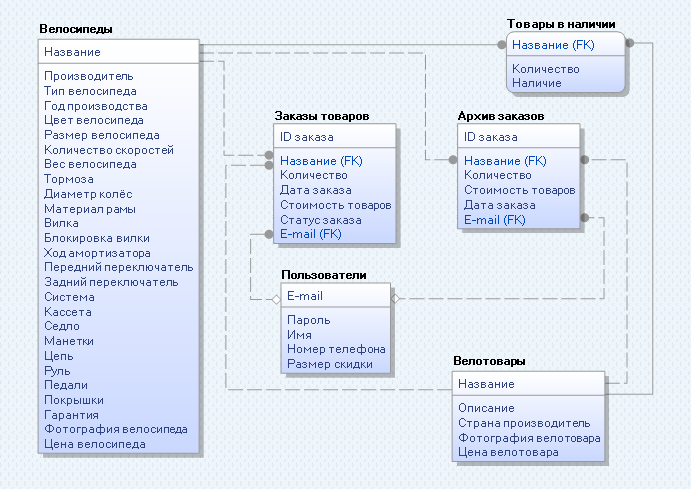 Велосипеды
Название
Производитель
Тип велосипеда
Год производства
Цвет велосипеда
Размер велосипеда
Количество скоростей
Вес велосипеда
Тормоза
Диаметр колёс
Материал рамы
Вилка
Блокировка вилки
Ход амортизатора
Передний переключатель
Задний переключатель
Система
Кассета
Седло
Манетки
Цепь
Руль
Педали
Покрышки
Гарантия
Фотография велосипеда
Цена велосипеда
Товары в наличии
Название (FK)
Количество
Наличие
Заказы товаров
ID заказа
Название (FK)
Количество
Дата заказа
Стоимость товаров
Статус заказа
E-mail (FK)
Архив заказов
ID заказа
Название (FK)
Количество
Стоимость товаров
Дата заказа
E-mail (FK)
Пользователи
E-mail
Пароль
Имя
Номер телефона
Размер скидки
Велотовары
Название
Описание
Страна производитель
Фотография велотовара
Цена велотовара